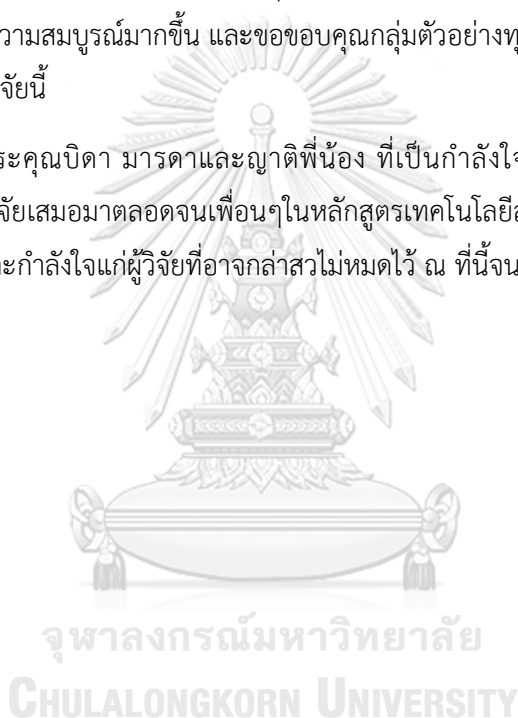 วามสมบูรณ์มากขึ้น และขอขอบคุณกลุ่มตัวอย่างทุ
จัยนี้
ระคุณบิดา มารดาและญาติพี่น้อง ที่เป็นกำลังใจ
จัยเสมอมาตลอดจนเพื่อนๆในหลักสูตรเทคโนโลยี
ะกำลังใจแก่ผู้วิจัยที่อาจกล่าสวไม่หมดไว้ ณ ที่นี้จน
จุฬาลงกรณ์มหาวิทยาลัย
CHULALONGKORN UNIVERSITY